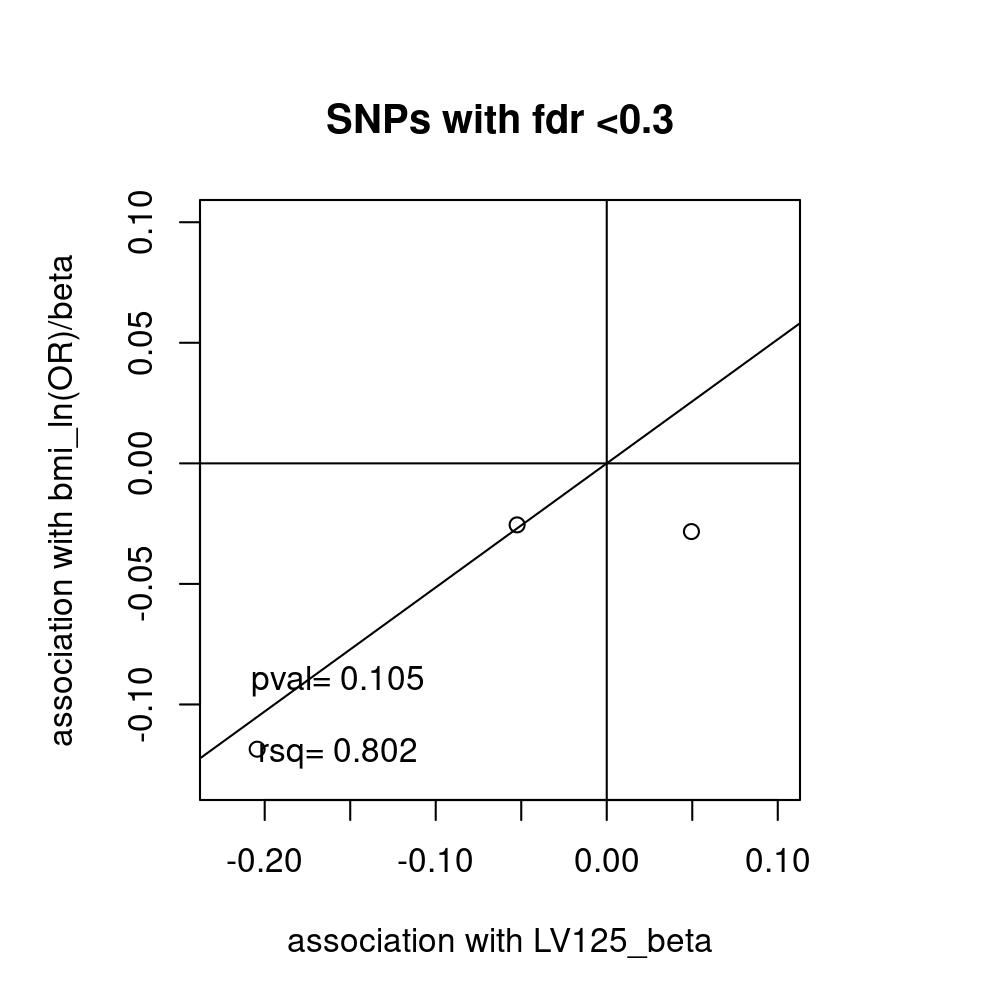 SNPs with fdr <0.3
association with bmi_ln(OR)/beta
0.10
0.05
0.00
-0.05
-0.10
pval= 0.105
rsq= 0.802
-0.20
-0.10
0.00
0.10
association with LV125_beta